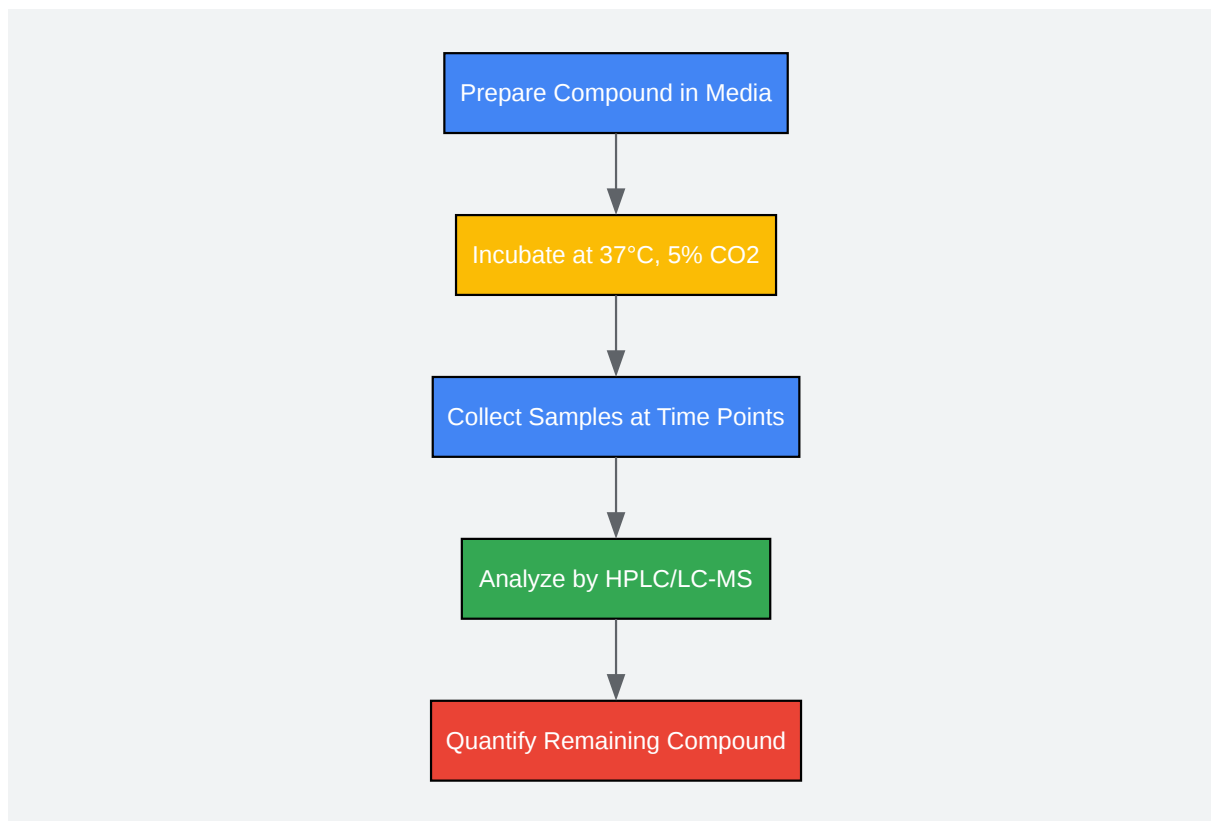 Prepare Compound in Media
Incubate at 37°C, 5% CO2
Collect Samples at Time Points
Analyze by HPLC/LC-MS
Quantify Remaining Compound